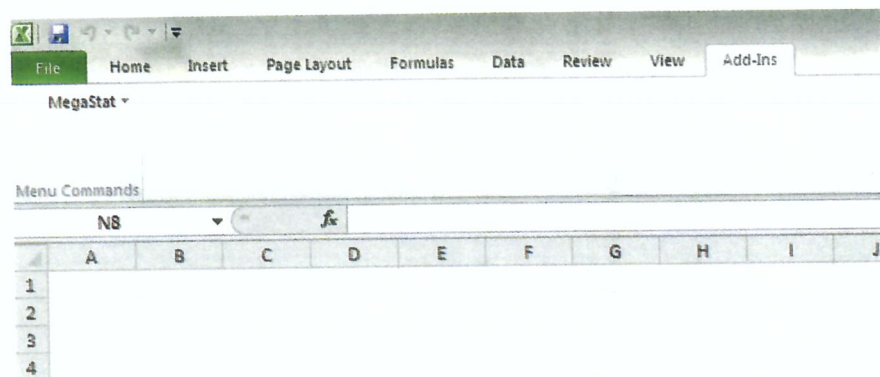 File Home Insert Page Layout Formulas Data Review View Add-Ins
MegaStat
Menu Commands
N8 fx
A B C D E F G H I J
1
2
3
4